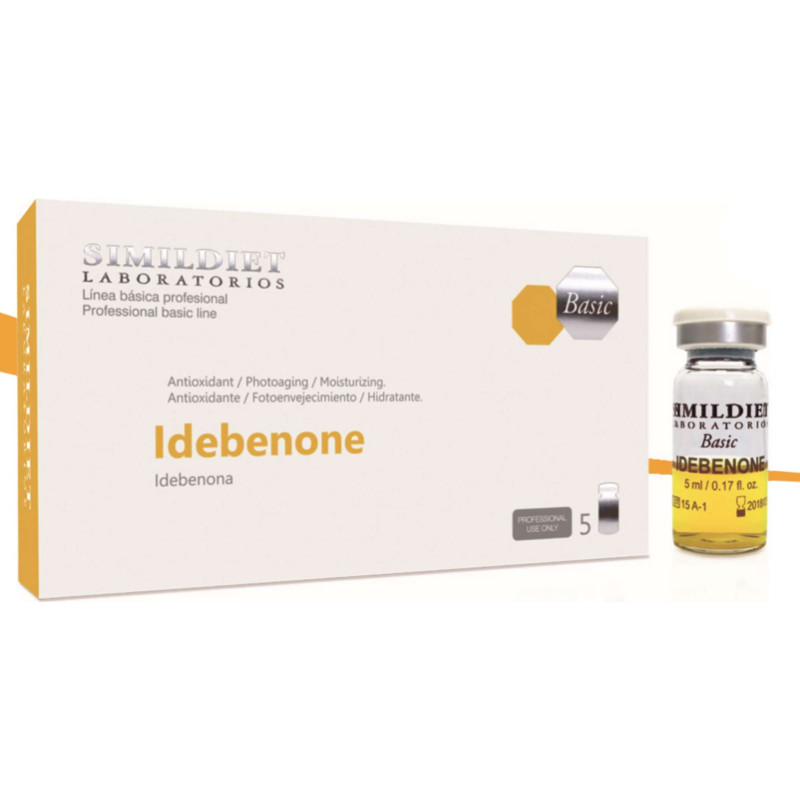 SIMILDIET
LABORATORIOS
Línea básica profesional
Professional basic line
Basic
Antioxidant / Photoaging / Moisturizing.
Antioxidante / Fotoenvejecimiento / Hidratante.
Idebenone
Idebenona
PROFESSIONAL
USE ONLY
5
SIMILDIET
SIMILDIET
LABORATORIOS
Basic
IDEBENONE
5 ml / 0.17 fl. oz.
15 A-1